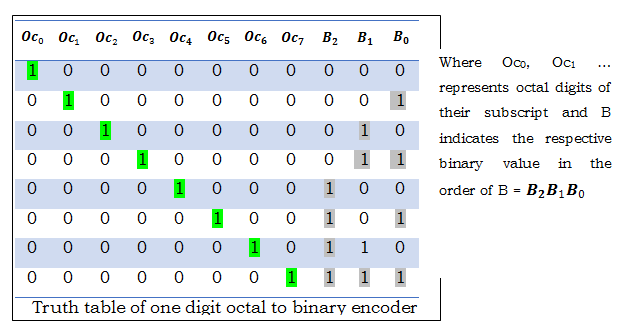 Oc₀ Oc₁ Oc₂ Oc₃ Oc₄ Oc₅ Oc₆ Oc₇ B₂ B₁ B₀
1 0 0 0 0 0 0 0 0 0 0
0 1 0 0 0 0 0 0 0 0 1
0 0 1 0 0 0 0 0 0 1 0
0 0 0 1 0 0 0 0 0 1 1
0 0 0 0 1 0 0 0 1 0 0
0 0 0 0 0 1 0 0 1 0 1
0 0 0 0 0 0 1 0 1 1 0
0 0 0 0 0 0 0 1 1 1 1
Truth table of one digit octal to binary encoder
Where Oc₀, Oc₁ ...
represents octal digits of
their subscript and B
indicates the respective
binary value in the
order of B = B₂B₁B₀